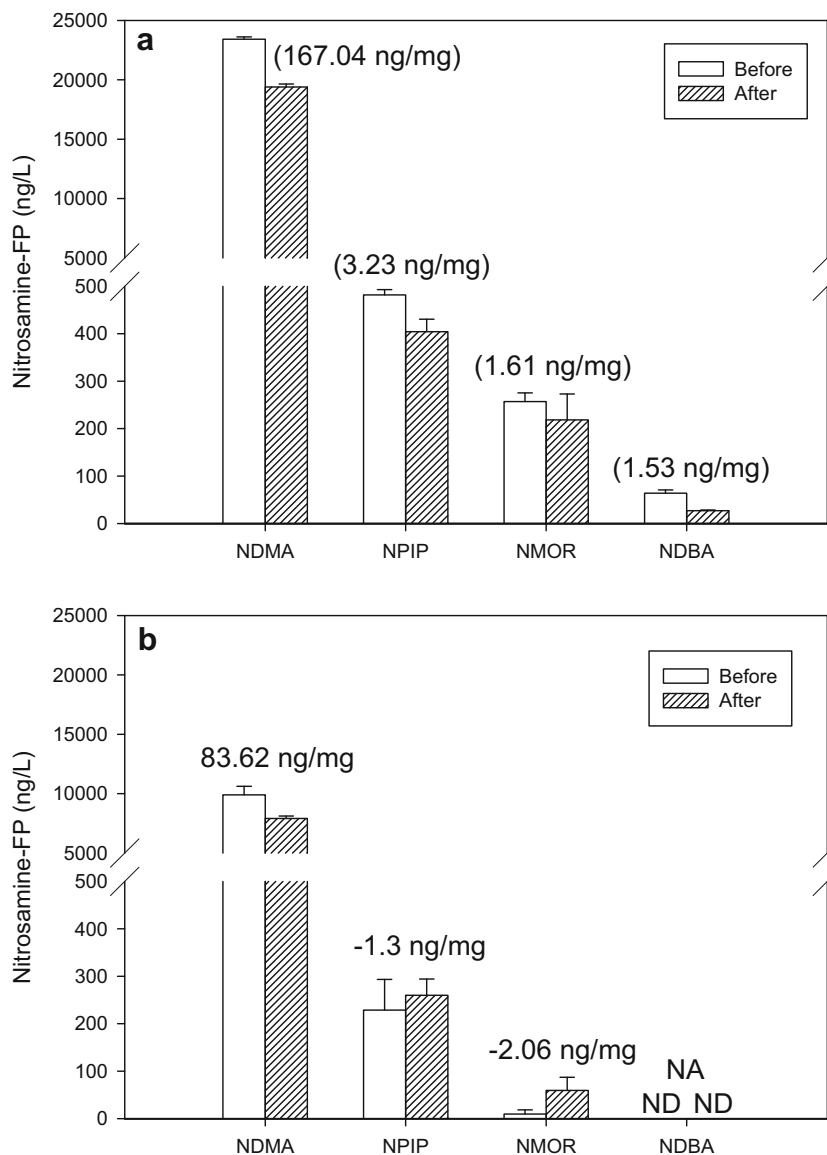 a
Before
After
(167.04 ng/mg)
(3.23 ng/mg)
(1.61 ng/mg)
(1.53 ng/mg)
Nitrosamine-FP (ng/L)
25000
20000
15000
10000
5000
500
400
300
200
100
0
NDMA NPIP NMOR NDBA
b
Before
After
83.62 ng/mg
-1.3 ng/mg
-2.06 ng/mg
NA
ND ND
Nitrosamine-FP (ng/L)
25000
20000
15000
10000
5000
500
400
300
200
100
0
NDMA NPIP NMOR NDBA